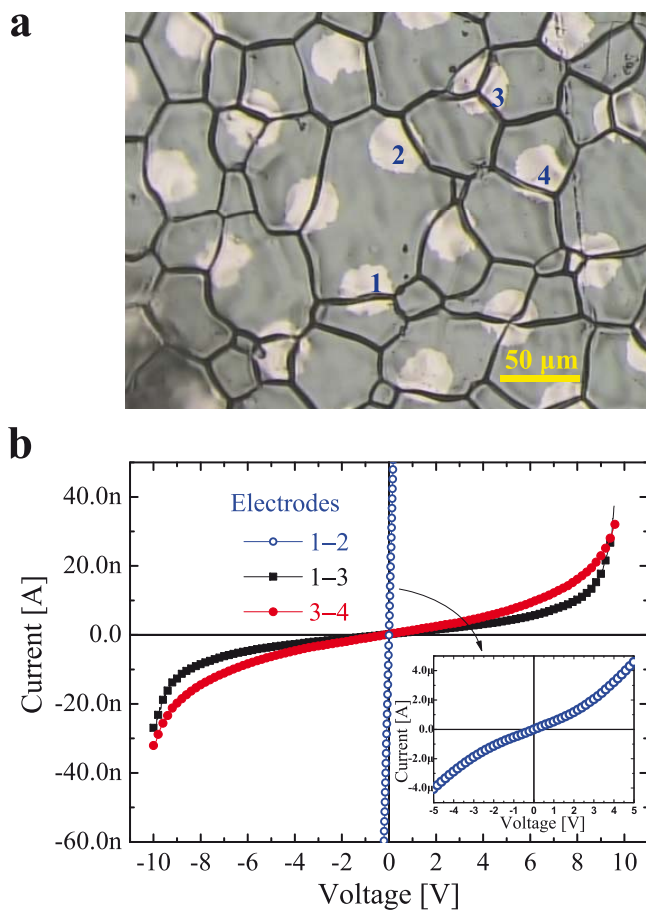 a
3
2
4
1
50 µm
b
Electrodes
1–2
1–3
3–4
Current [A]
40.0n
20.0n
0.0
-20.0n
-40.0n
-60.0n
-10 -8 -6 -4 -2 0 2 4 6 8 10
Voltage [V]
Current [A]
4.0µ
2.0µ
0.0
-2.0µ
-4.0µ
-5 -4 -3 -2 -1 0 1 2 3 4 5
Voltage [V]